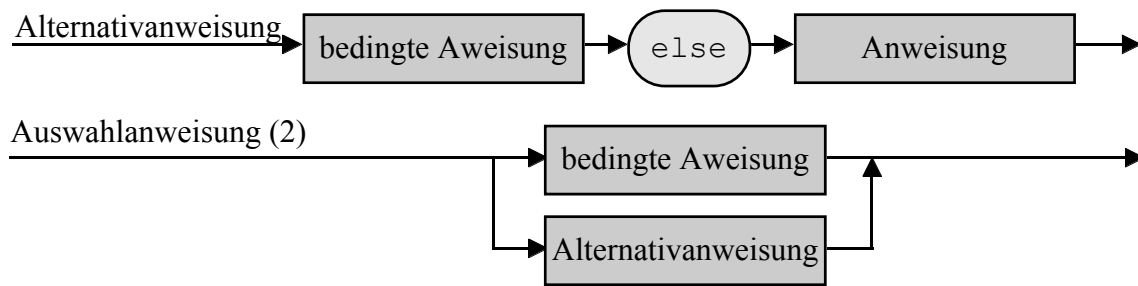 Alternativanweisung
bedingte Aweisung
else
Anweisung
Auswahlanweisung (2)
bedingte Aweisung
Alternativanweisung